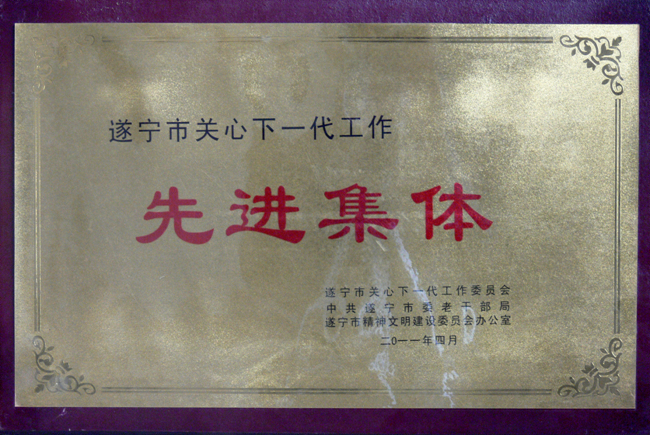 遂宁市关心下一代工作
先进集体
遂宁市关心下一代工作委员会
中共遂宁市委老干部局
遂宁市精神文明建设委员会办公室
二0一一年四月